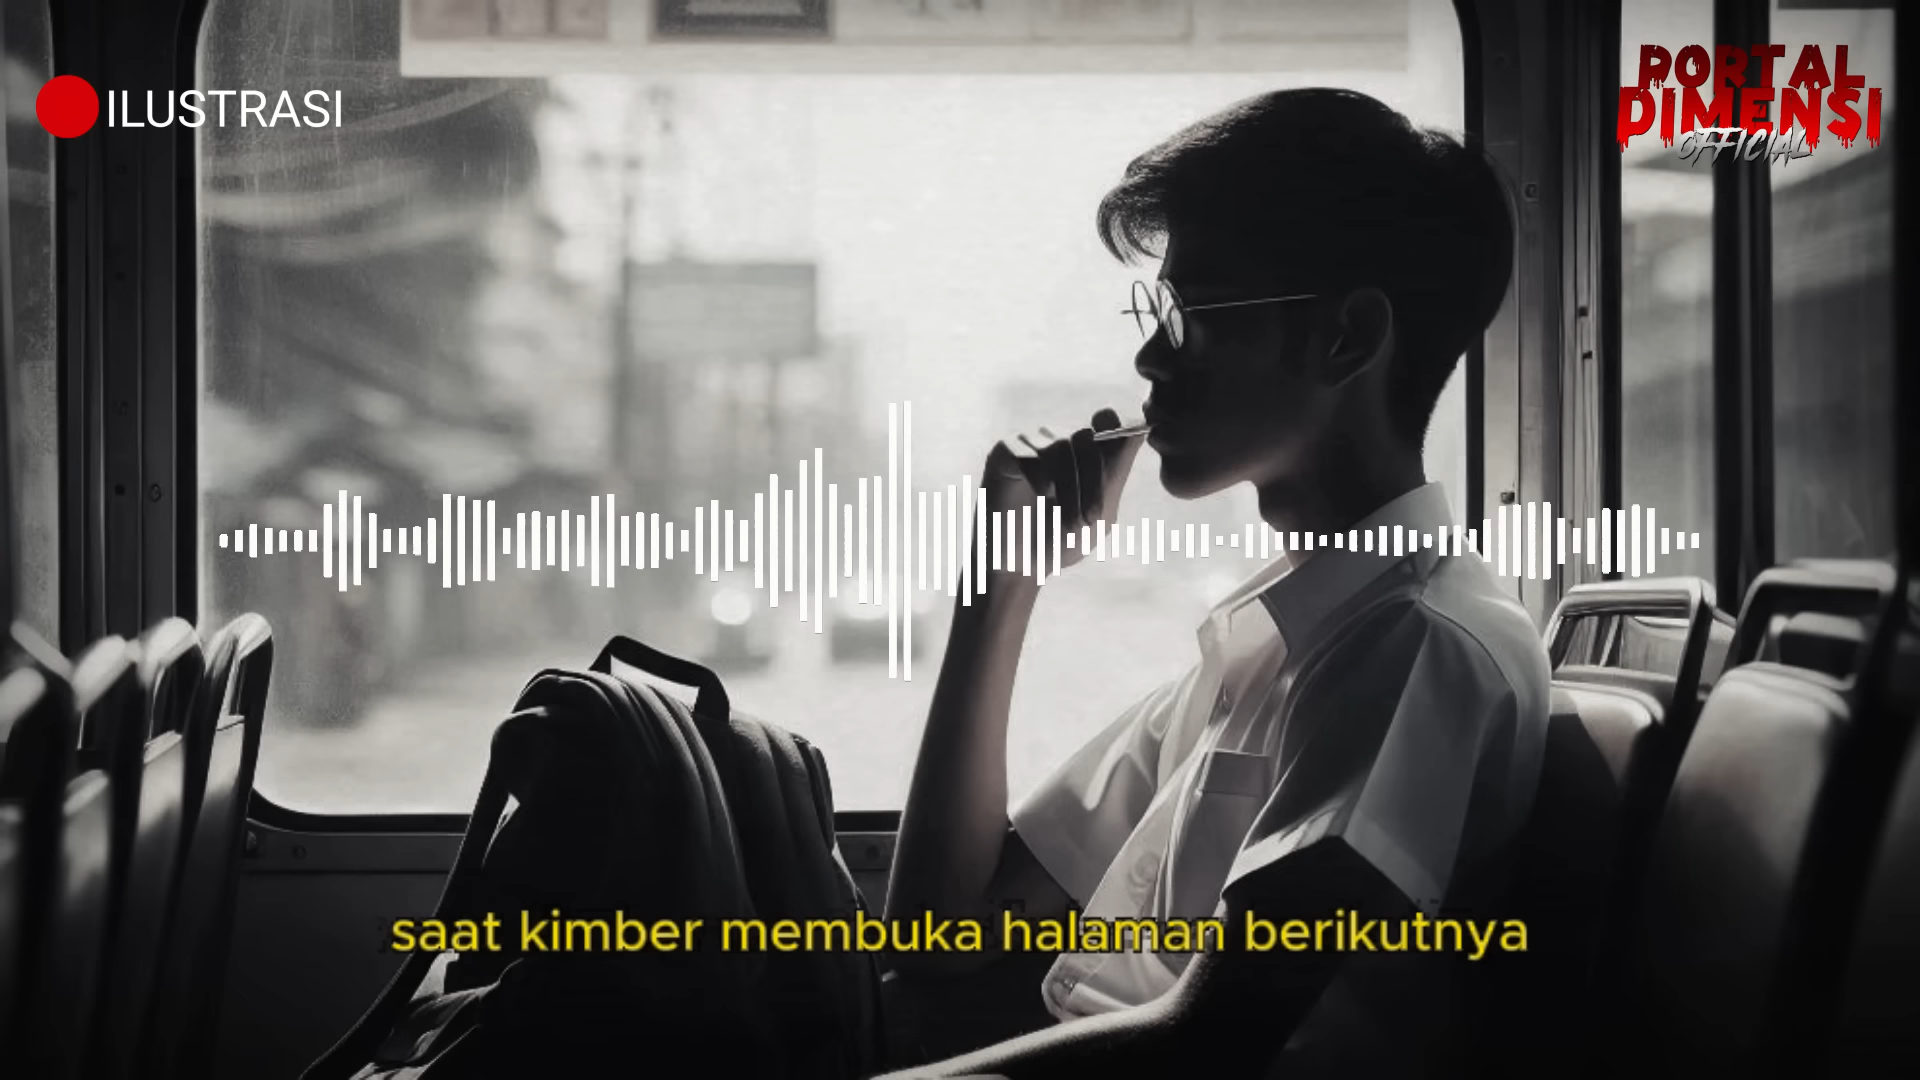 ILUSTRASI
PORTAL
DIMENSI
OFFICIAL
saat kimber membuka halaman berikutnya